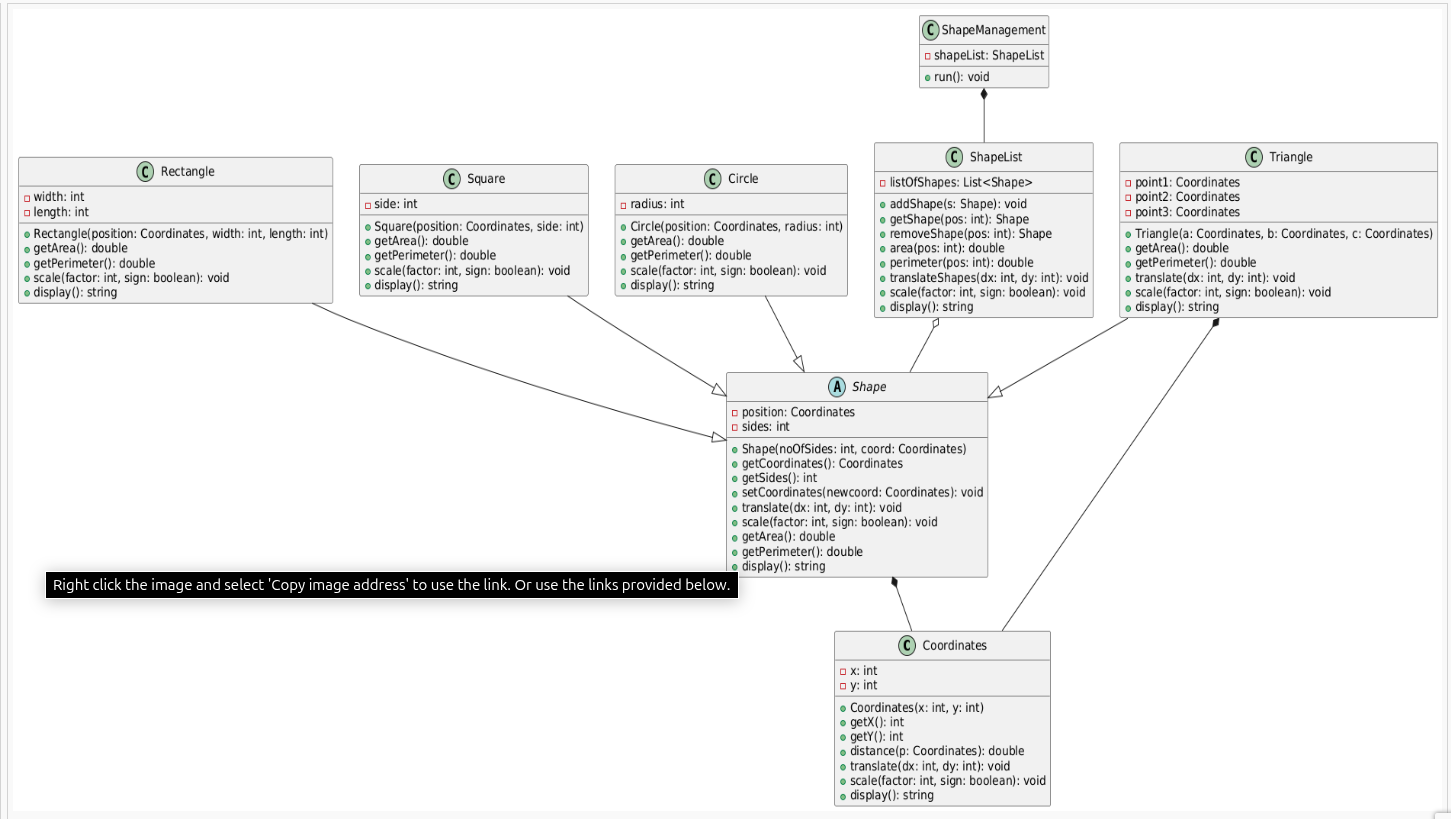 C ShapeManagement
shapeList: ShapeList
run(): void
C Rectangle
width: int
length: int
Rectangle(position: Coordinates, width: int, length: int)
getArea(): double
getPerimeter(): double
scale(factor: int, sign: boolean): void
display(): string
C Square
side: int
Square(position: Coordinates, side: int)
getArea(): double
getPerimeter(): double
scale(factor: int, sign: boolean): void
display(): string
C Circle
radius: int
Circle(position: Coordinates, radius: int)
getArea(): double
getPerimeter(): double
scale(factor: int, sign: boolean): void
display(): string
C ShapeList
listOfShapes: List<Shape>
addShape(s: Shape): void
getShape(pos: int): Shape
removeShape(pos: int): Shape
area(pos: int): double
perimeter(pos: int): double
translateShapes(dx: int, dy: int): void
scale(factor: int, sign: boolean): void
display(): string
C Triangle
point1: Coordinates
point2: Coordinates
point3: Coordinates
Triangle(a: Coordinates, b: Coordinates, c: Coordinates)
getArea(): double
getPerimeter(): double
translate(dx: int, dy: int): void
scale(factor: int, sign: boolean): void
display(): string
A Shape
position: Coordinates
sides: int
Shape(noOfSides: int, coord: Coordinates)
getCoordinates(): Coordinates
getSides(): int
setCoordinates(newcoord: Coordinates): void
translate(dx: int, dy: int): void
scale(factor: int, sign: boolean): void
getArea(): double
getPerimeter(): double
display(): string
Right click the image and select 'Copy image address' to use the link. Or use the links provided below.
C Coordinates
x: int
y: int
Coordinates(x: int, y: int)
getX(): int
getY(): int
distance(p: Coordinates): double
translate(dx: int, dy: int): void
scale(factor: int, sign: boolean): void
display(): string